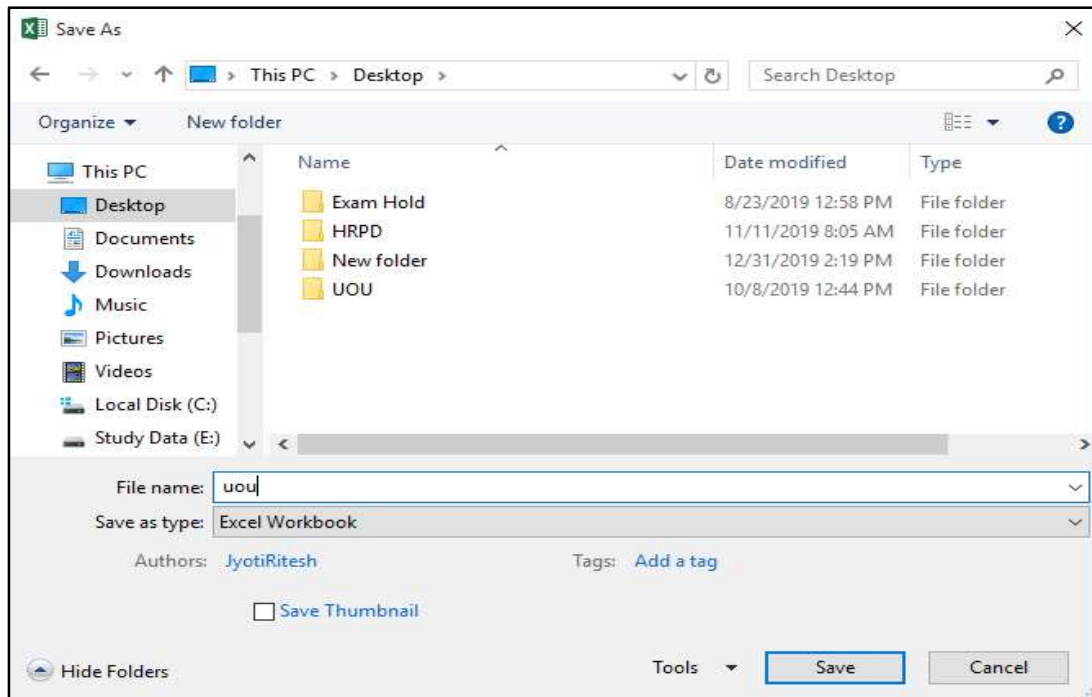 Save As
This PC > Desktop >
Search Desktop
Organize
New folder
Name
Date modified
Type
This PC
Desktop
Documents
Downloads
Music
Pictures
Videos
Local Disk (C:)
Study Data (E:)
Exam Hold 8/23/2019 12:58 PM File folder
HRPD 11/11/2019 8:05 AM File folder
New folder 12/31/2019 2:19 PM File folder
UOU 10/8/2019 12:44 PM File folder
File name: uou
Save as type: Excel Workbook
Authors: JyotiRitesh Tags: Add a tag
Save Thumbnail
Hide Folders Tools Save Cancel